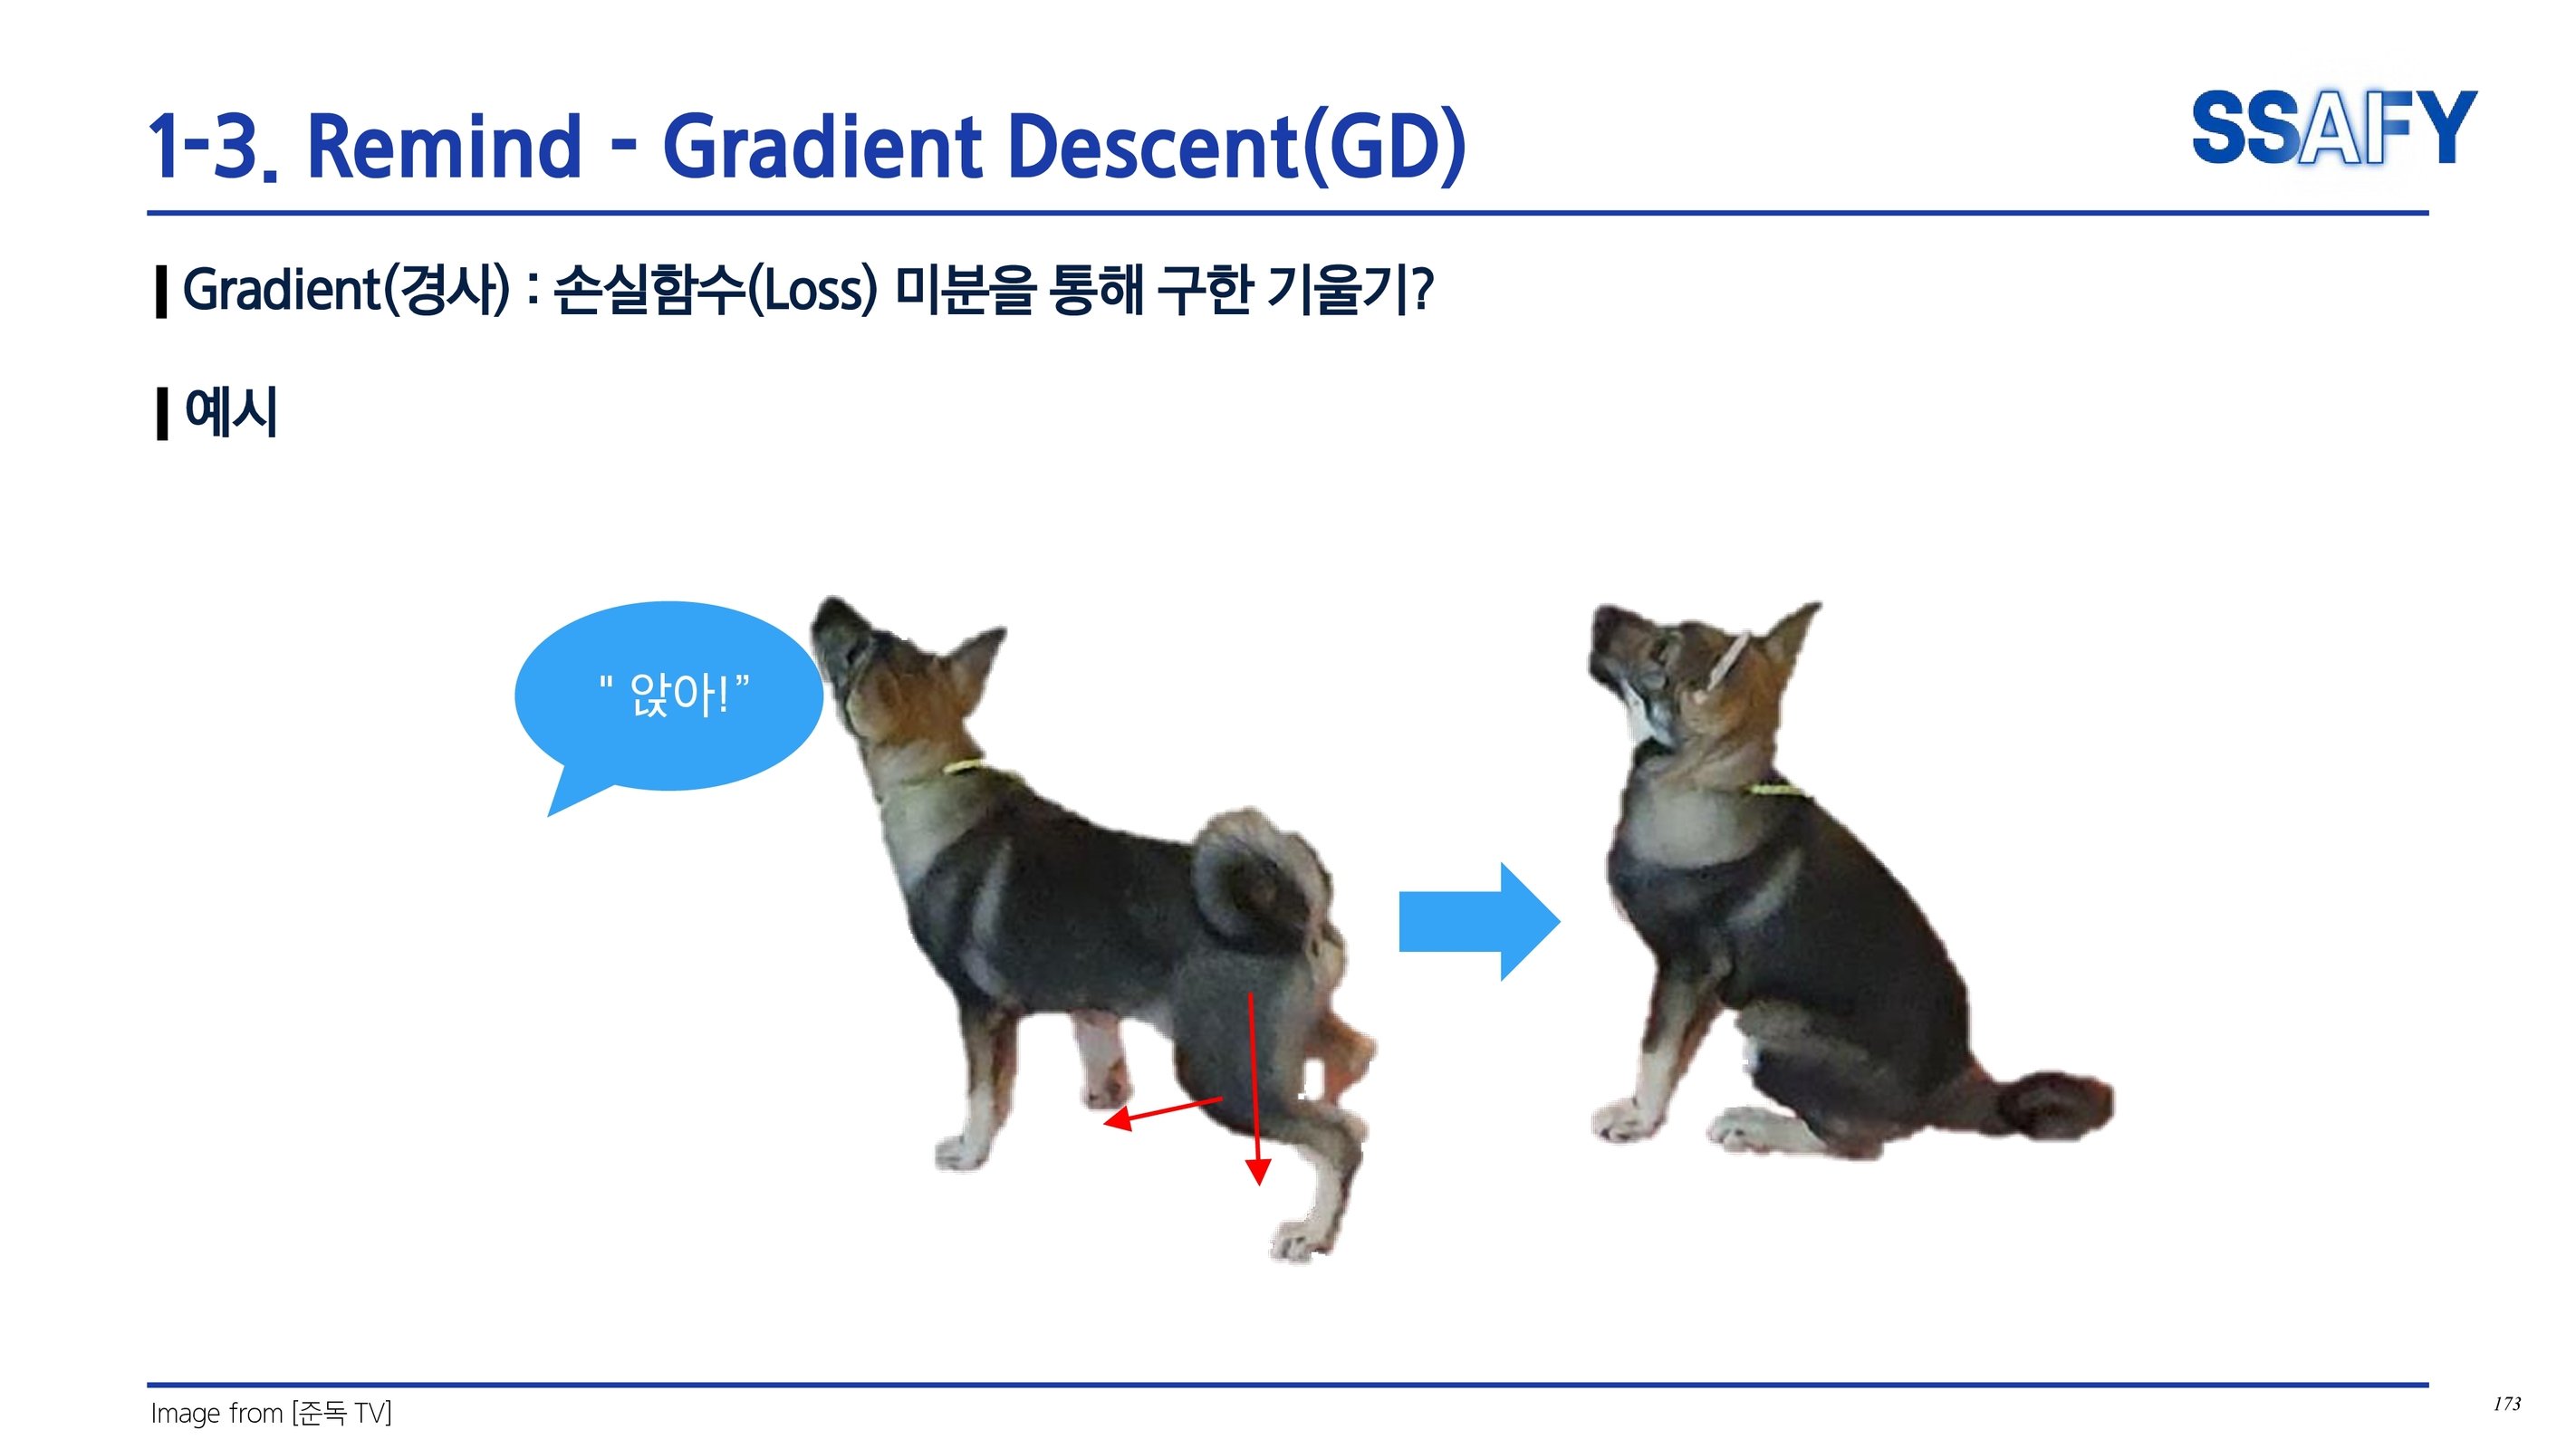 1-3. Remind - Gradient Descent(GD)
SSAFY
Gradient(경사) : 손실함수(Loss) 미분을 통해 구한 기울기?
예시
" 앉아!”
Image from [준독 TV]
173